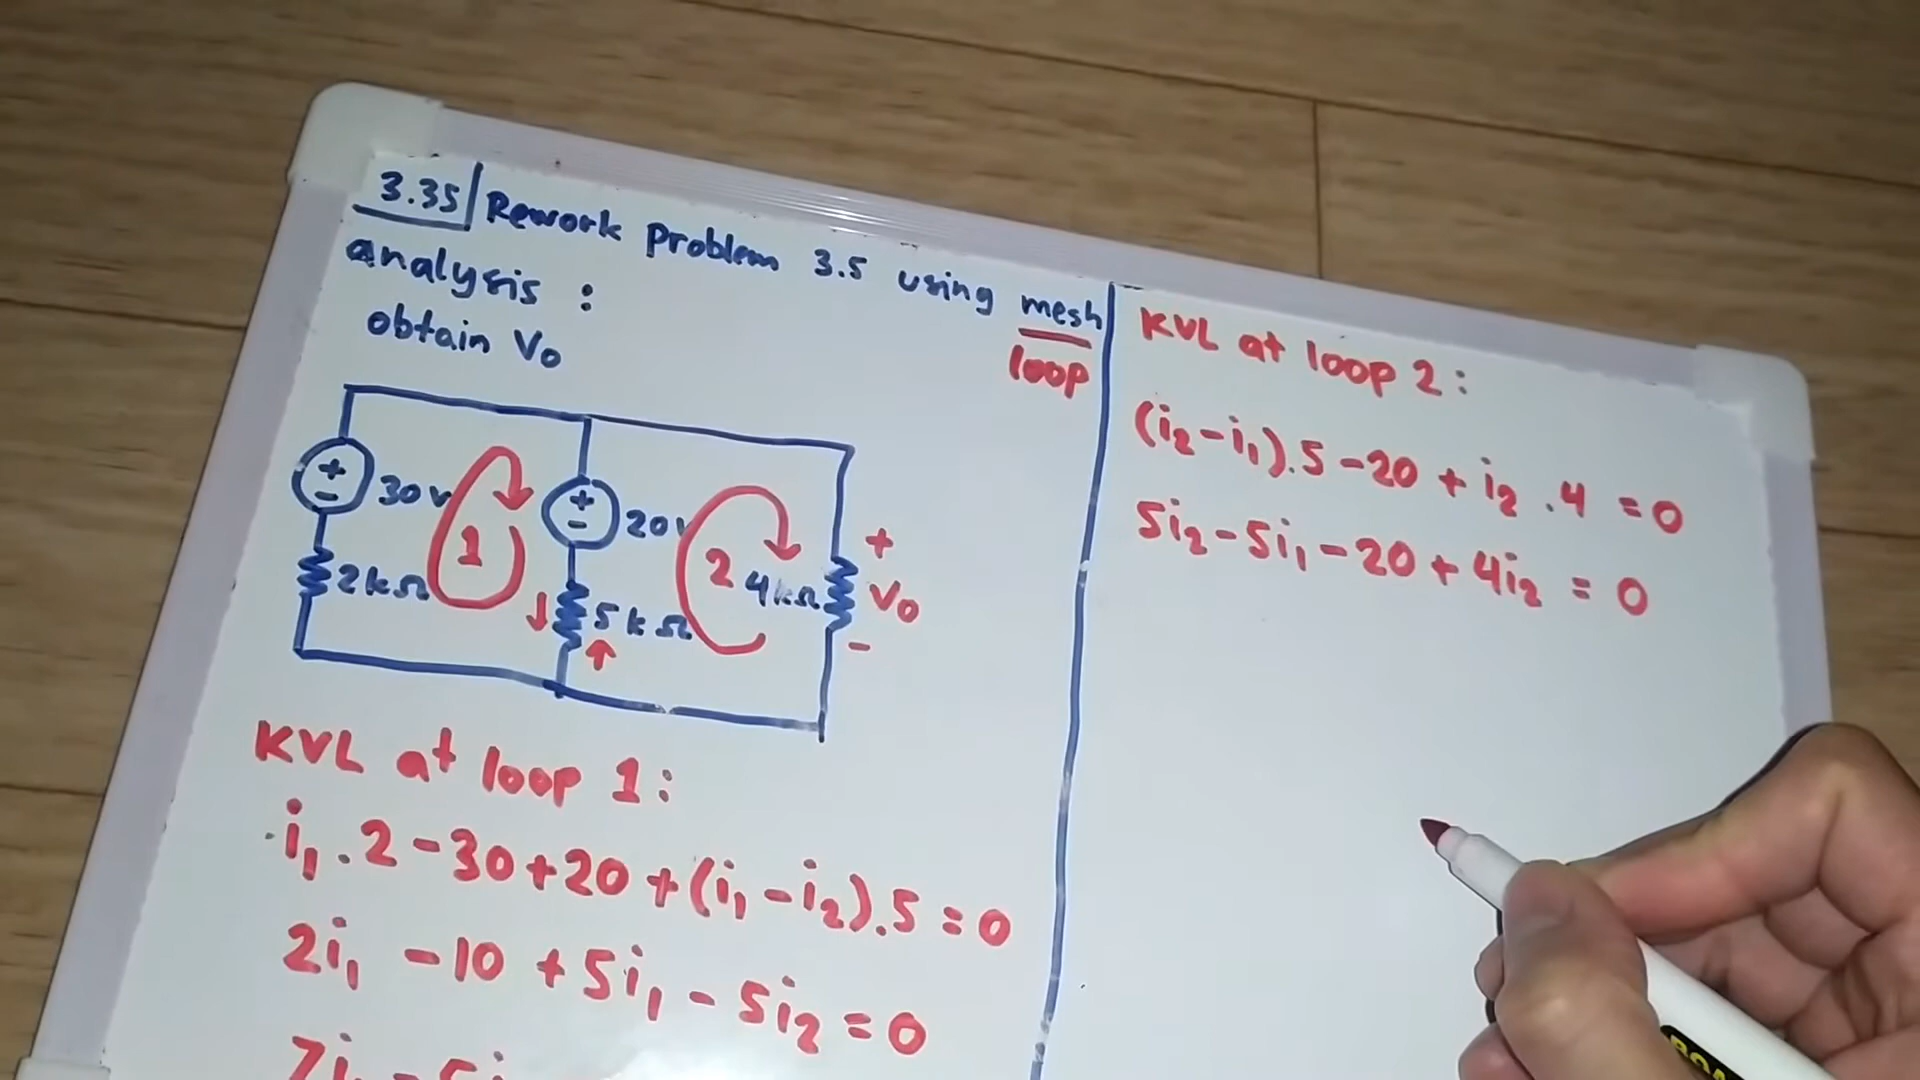 3.35 Rework Problem 3.5 using mesh
loop
analysis :
obtain Vo
30v
2kΩ
1
20v
5kΩ
2
4kΩ
+
Vo
-
KVL at loop 1:
i₁.2-30+20+(i₁-i₂).5=0
2i₁ -10 +5i₁ - 5i₂ = 0
KVL at loop 2:
(i₂-i₁).5-20+i₂.4=0
5i₂-5i₁-20+4i₂=0